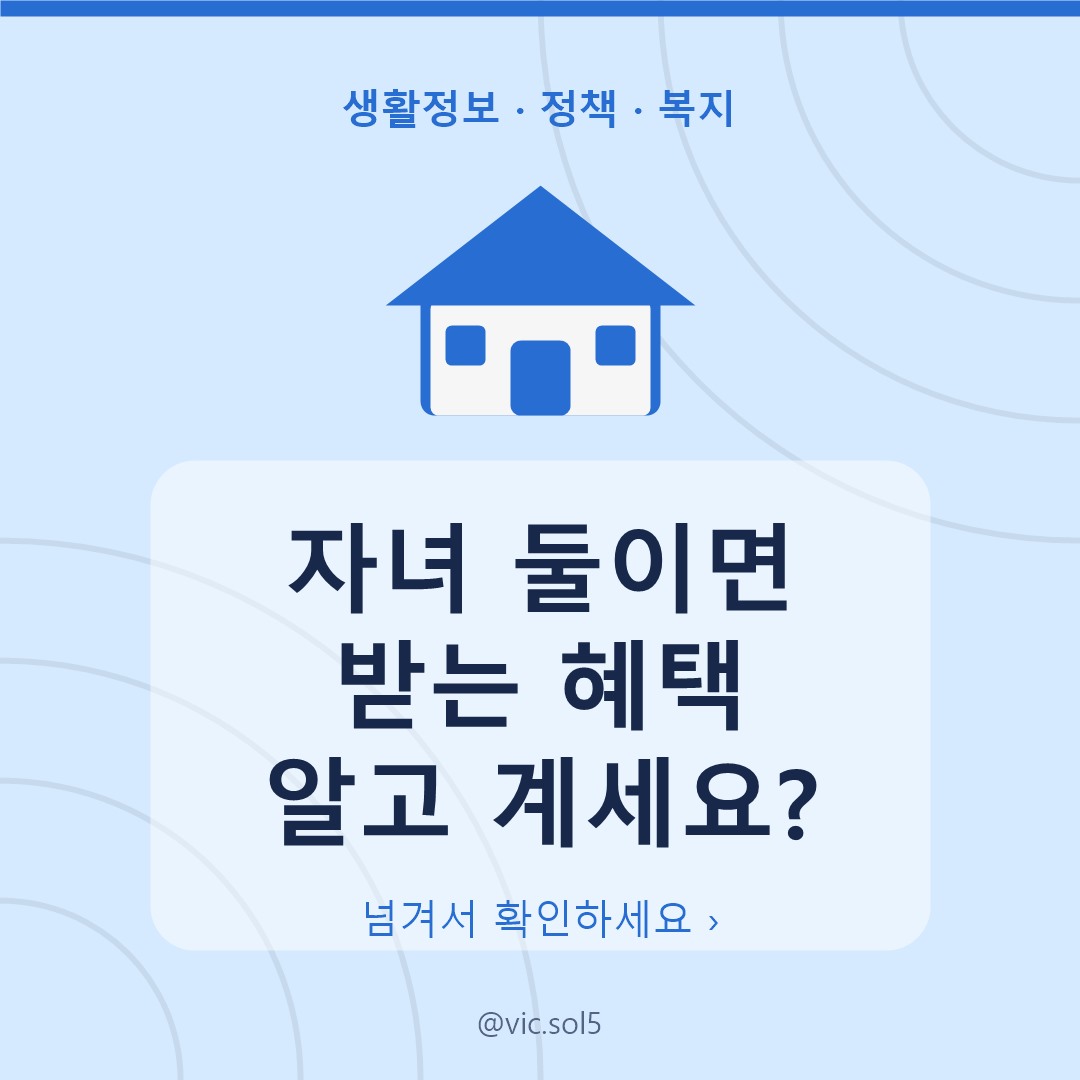 생활정보 · 정책 · 복지
자녀 둘이면
받는 혜택
알고 계세요?
넘겨서 확인하세요 ›
@vic.sol5